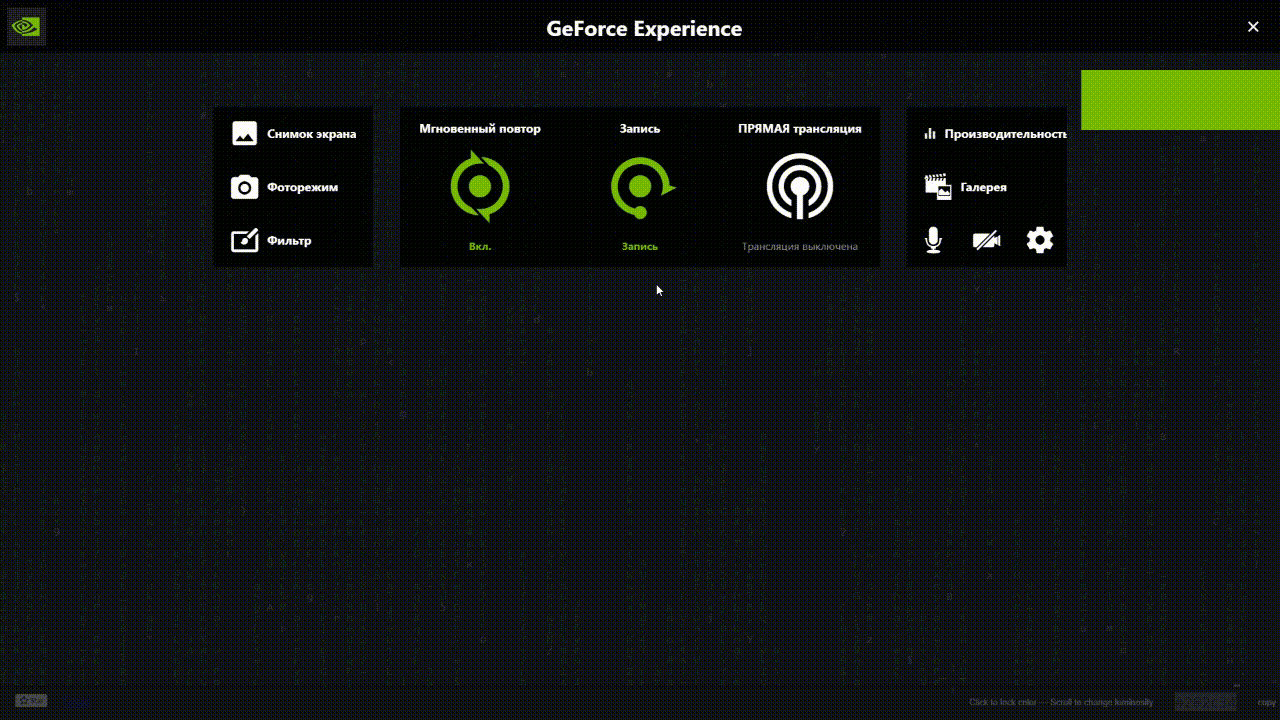 GeForce Experience
Снимок экрана
Фоторежим
Фильтр
Мгновенный повтор
Вкл.
Запись
Запись
ПРЯМАЯ трансляция
Трансляция выключена
Производительность
Галерея
Click to lock color — Scroll to change luminosity
copy